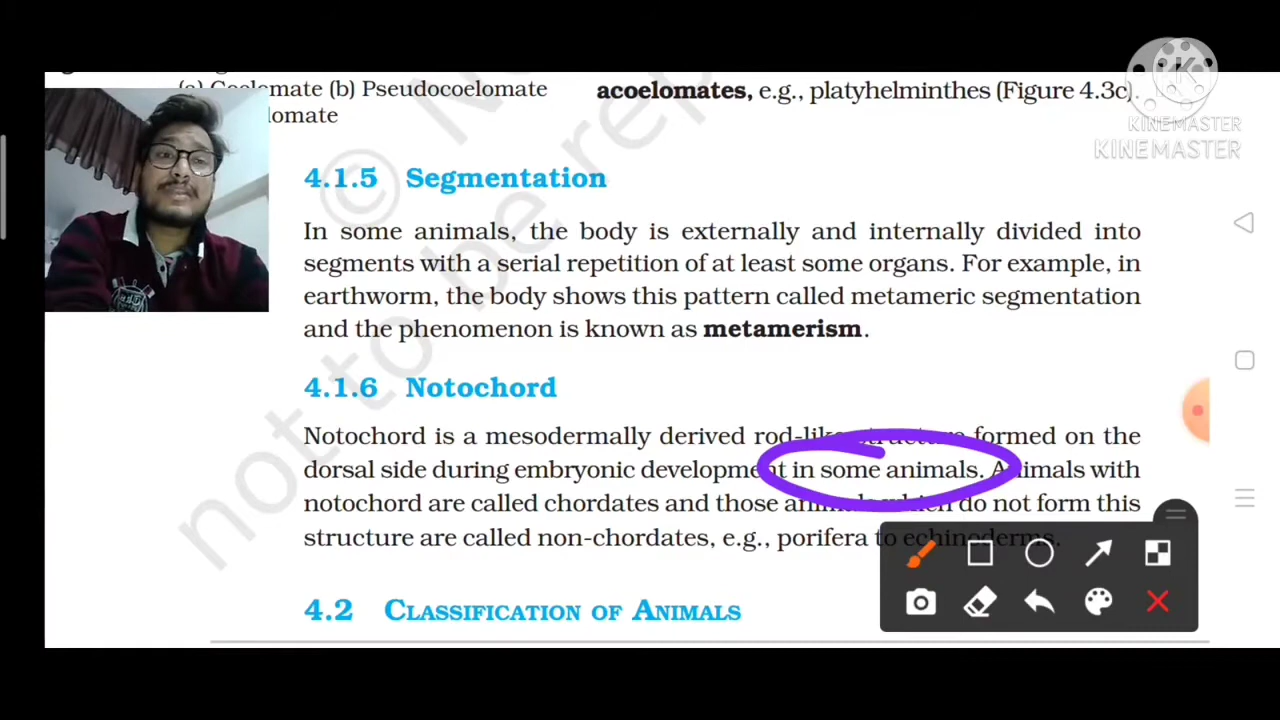 (a) Coelomate (b) Pseudocoelomate
lomate
acoelomates, e.g., platyhelminthes (Figure 4.3c).
KINEMASTER
KINEMASTER
4.1.5 Segmentation
In some animals, the body is externally and internally divided into
segments with a serial repetition of at least some organs. For example, in
earthworm, the body shows this pattern called metameric segmentation
and the phenomenon is known as metamerism.
4.1.6 Notochord
Notochord is a mesodermally derived rod-like structure formed on the
dorsal side during embryonic development in some animals. Animals with
notochord are called chordates and those animals which do not form this
structure are called non-chordates, e.g., porifera to echinoderms.
4.2 CLASSIFICATION OF ANIMALS
© N
not to be rep